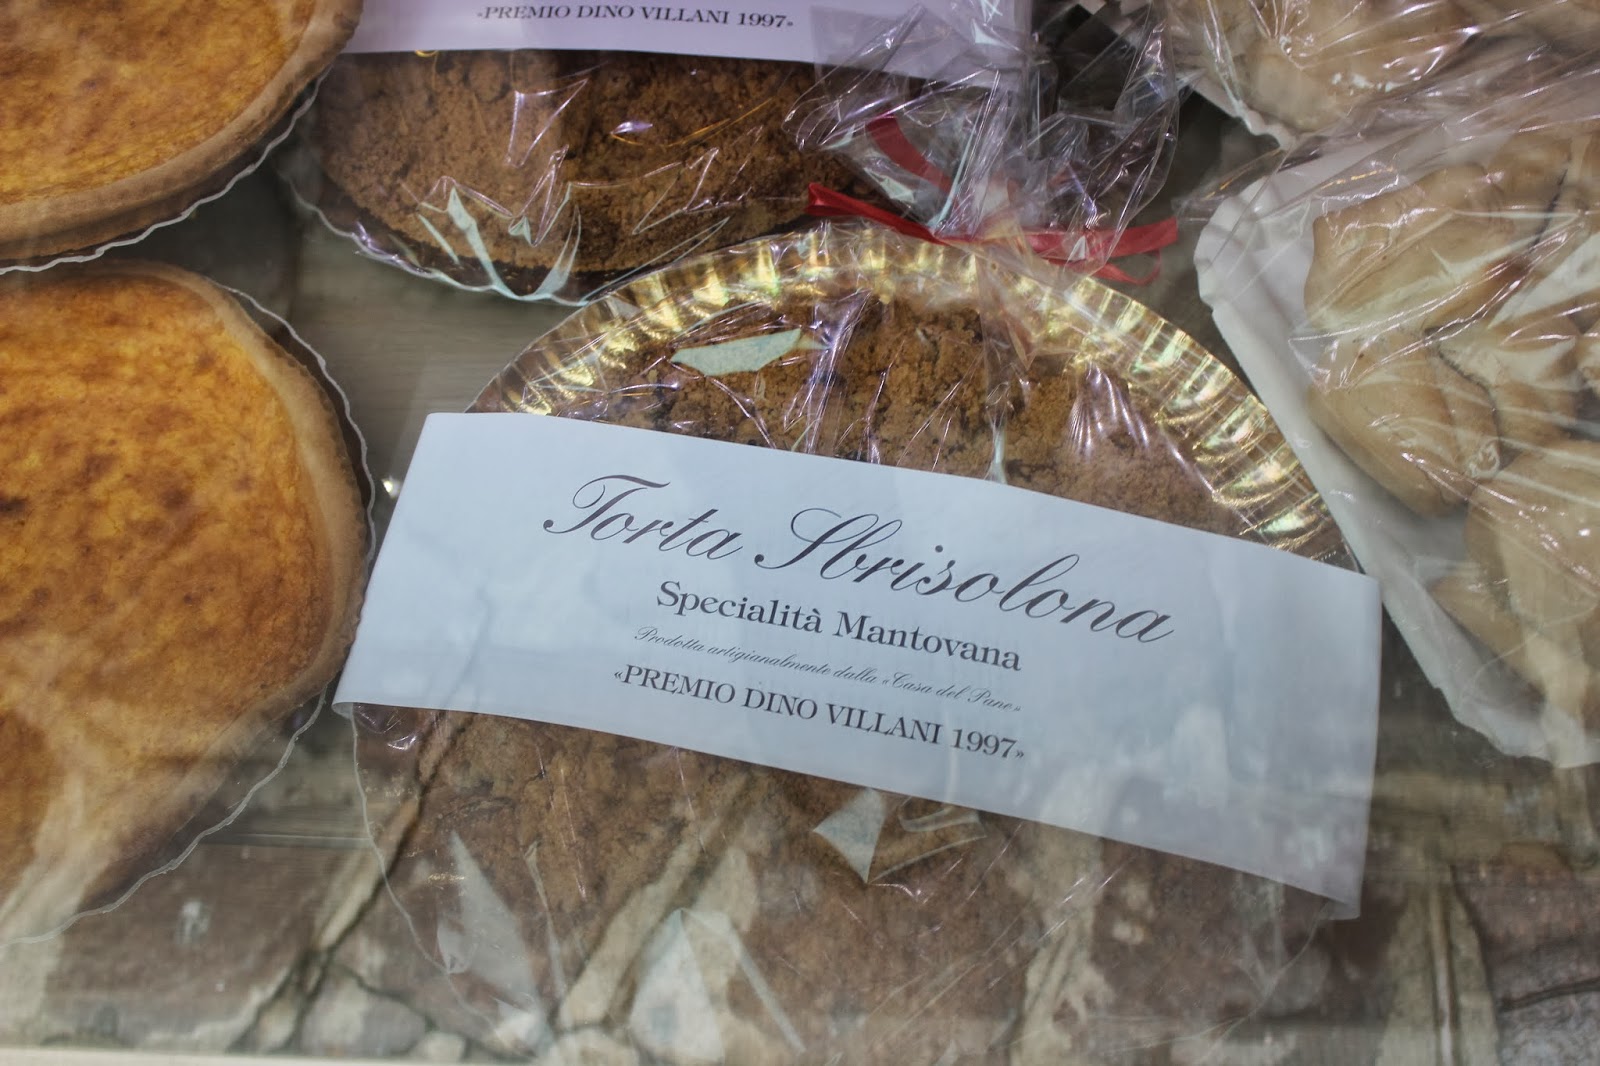 «PREMIO DINO VILLANI 1997»
Torta Sbrisolona
Specialità Mantovana
Prodotta artigianalmente dalla «Casa del Pane»
«PREMIO DINO VILLANI 1997»